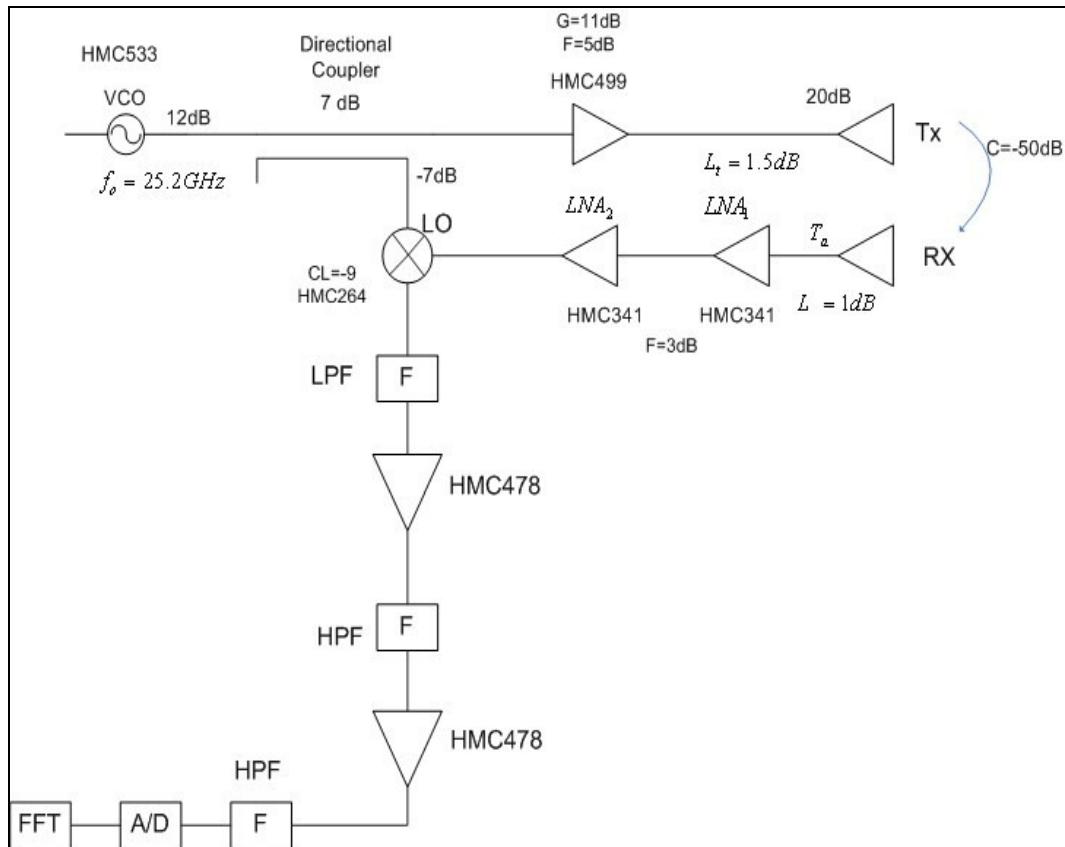 G=11dB
F=5dB
HMC533
Directional
Coupler
7 dB
HMC499
VCO
12dB
20dB
Tx
C=-50dB
f_o = 25.2GHz
L_t = 1.5dB
-7dB
LO
LNA_2
LNA_1
T_a
RX
CL=-9
HMC264
HMC341
HMC341
L = 1dB
F=3dB
LPF
F
HMC478
HPF
F
HMC478
HPF
FFT
A/D
F